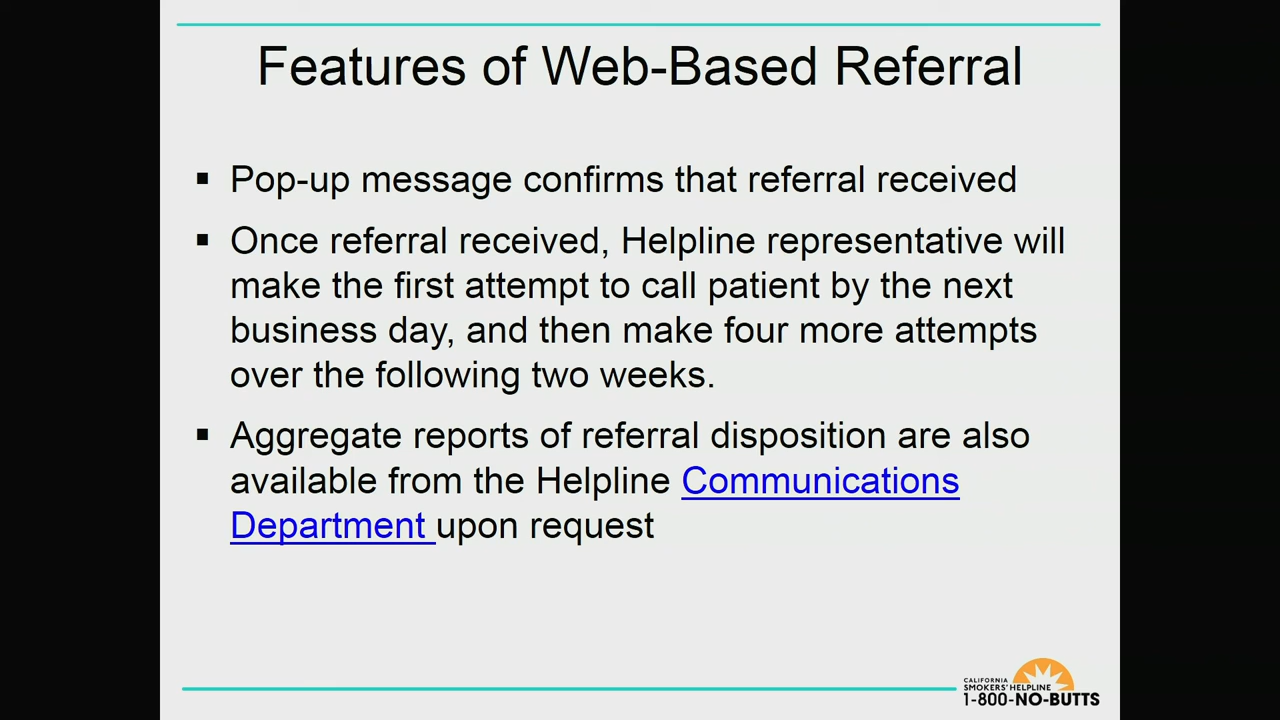 Features of Web-Based Referral
▪ Pop-up message confirms that referral received
▪ Once referral received, Helpline representative will
make the first attempt to call patient by the next
business day, and then make four more attempts
over the following two weeks.
▪ Aggregate reports of referral disposition are also
available from the Helpline Communications
Department upon request
CALIFORNIA
SMOKERS' HELPLINE
1-800-NO-BUTTS